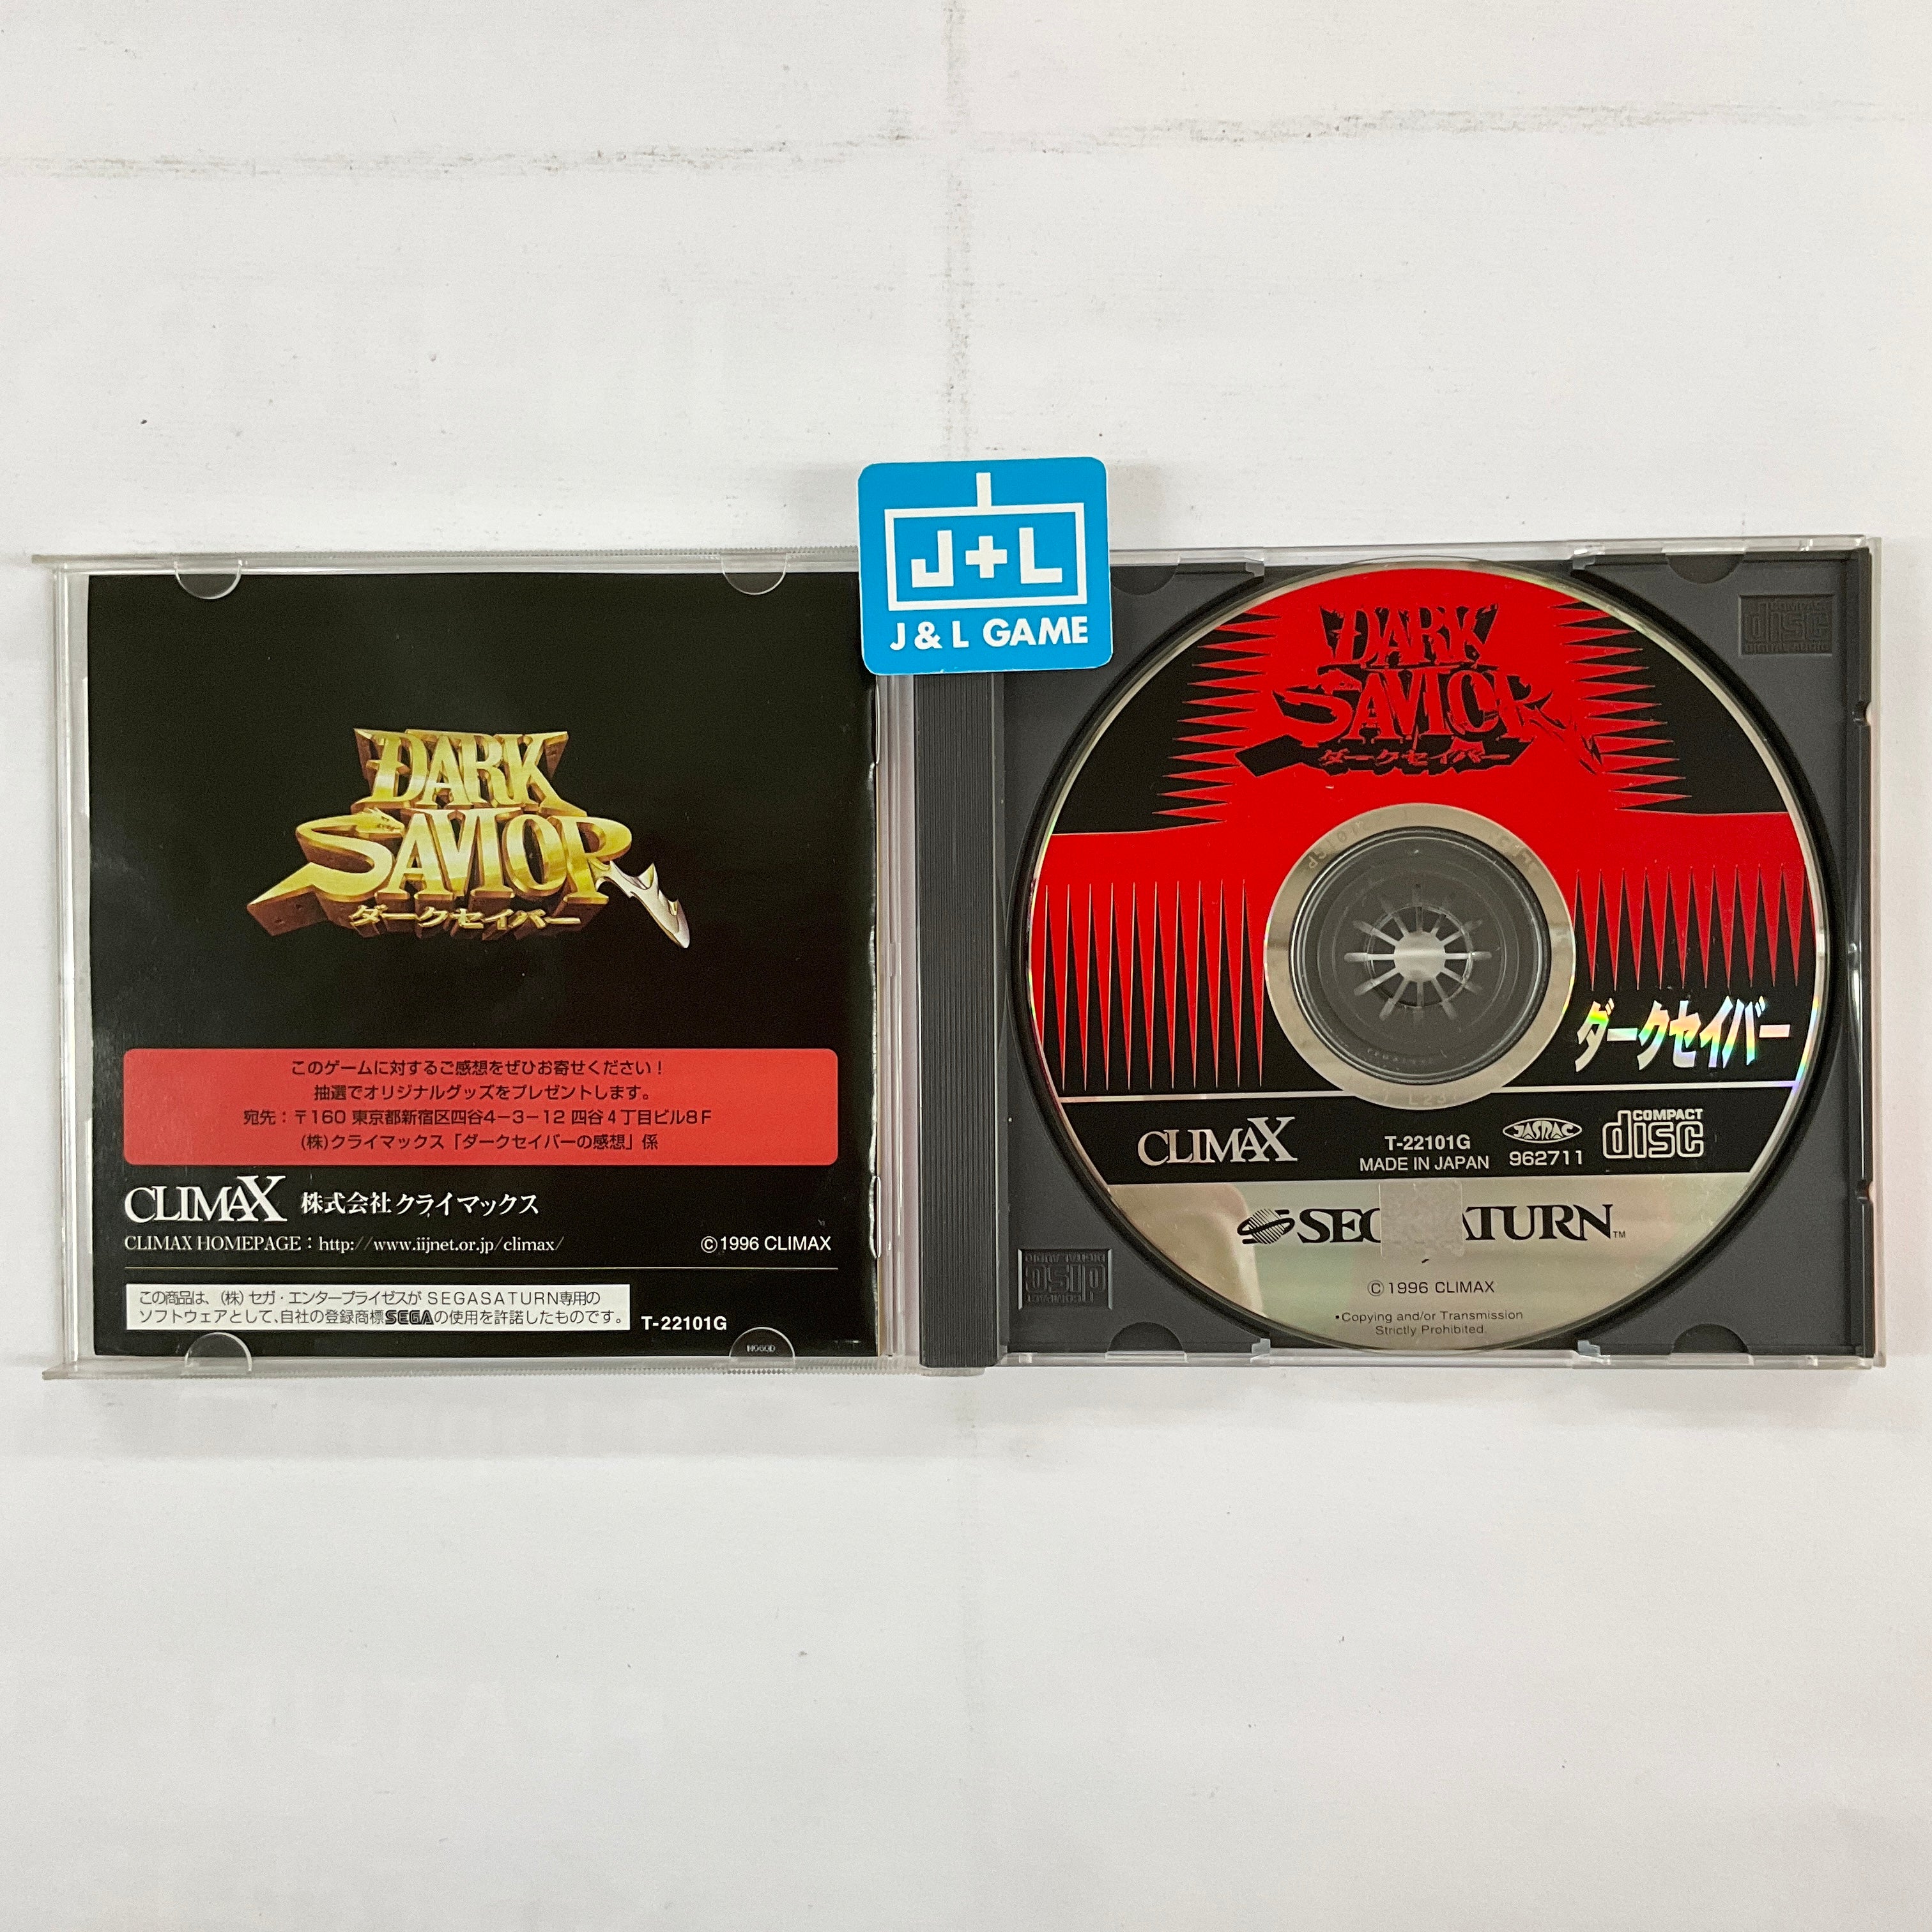 J+L
J & L GAME
DARK
SAVIOR
ダークセイバー
このゲームに対するご感想をぜひお寄せください！
抽選でオリジナルグッズをプレゼントします。
宛先：〒160 東京都新宿区四谷4−3−12 四谷4丁目ビル8F
(株)クライマックス「ダークセイバーの感想」係
CLIMAX 株式会社クライマックス
CLIMAX HOMEPAGE：http://www.iijnet.or.jp/climax/
©1996 CLIMAX
この商品は、(株)セガ・エンタープライゼスがSEGASATURN専用の
ソフトウェアとして、自社の登録商標SEGAの使用を許諾したものです。
T-22101G
DARK
SAVIOR
ダークセイバー
ダークセイバー
CLIMAX
T-22101G
MADE IN JAPAN
JASRAC
962711
COMPACT
disc
SEGA SATURN™
©1996 CLIMAX
•Copying and/or Transmission
Strictly Prohibited.
COMPACT
disc
DIGITAL AUDIO
COMPACT
disc
DIGITAL AUDIO